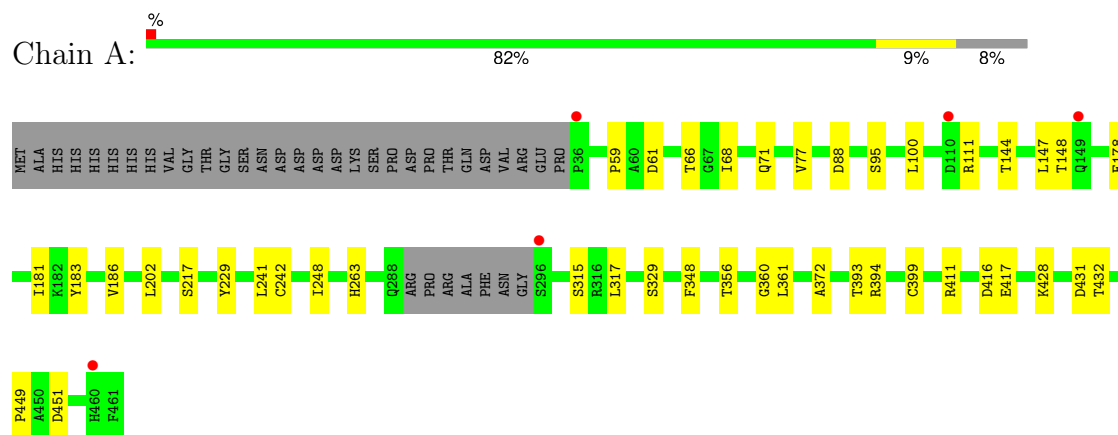 %
Chain A:
82% 9% 8%
MET ALA HIS HIS HIS HIS HIS HIS VAL GLY THR GLY SER ASN ASP ASP ASP ASP LYS SER PRO ASP PRO THR GLN ASP VAL ARG GLU PRO P36 P59 A60 D61 T66 G67 I68 Q71 V77 D88 S95 L100 D110 R111 T144 L147 T148 Q149
I181 K182 Y183 V186 L202 S217 Y229 L241 C242 I248 H263 Q288 ARG PRO ARG ALA PHE ASN GLY S296 S315 R316 L317 S329 F348 T356 G360 L361 A372 T393 R394 C399 R411 D416 E417 K428 D431 T432
P449 A450 D451 H460 F461